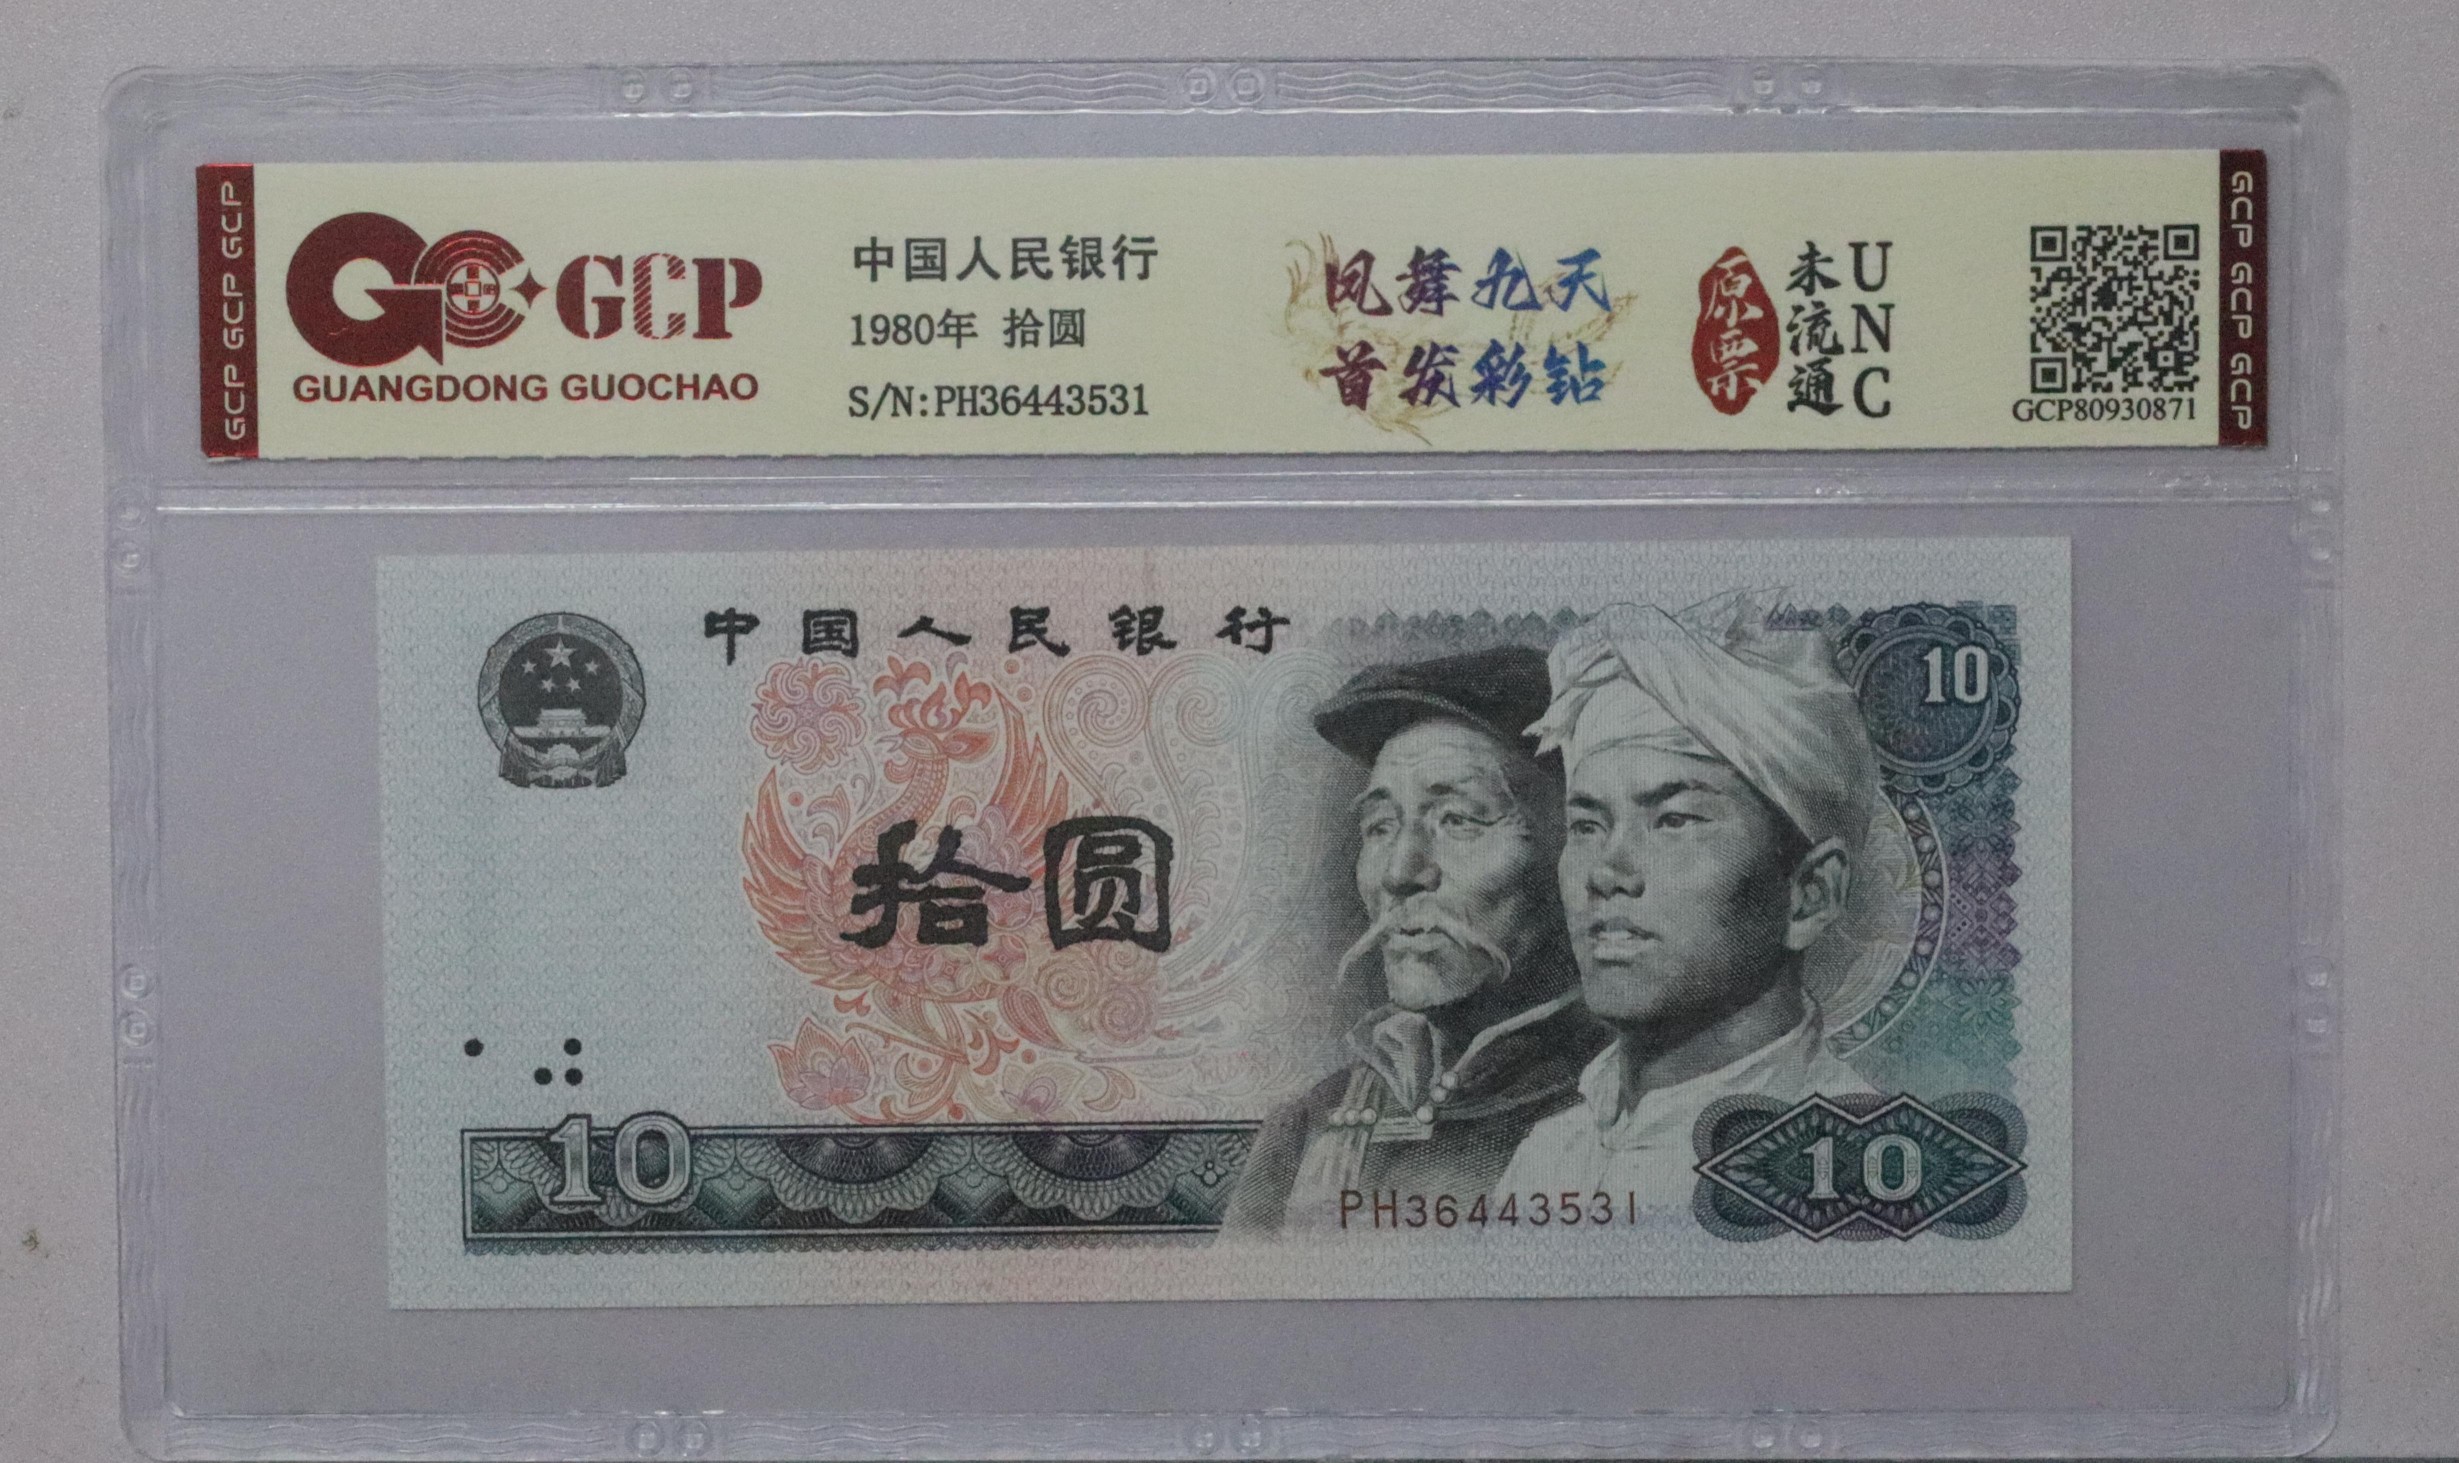 GCP GCP GCP
GCP
GUANGDONG GUOCHAO
中国人民银行
1980年 拾圆
S/N:PH36443531
凤舞九天
首发彩钻
原票
未流通
UNC
GCP80930871
GCP GCP GCP
中国人民银行
10
拾圆
10
10
PH36443531